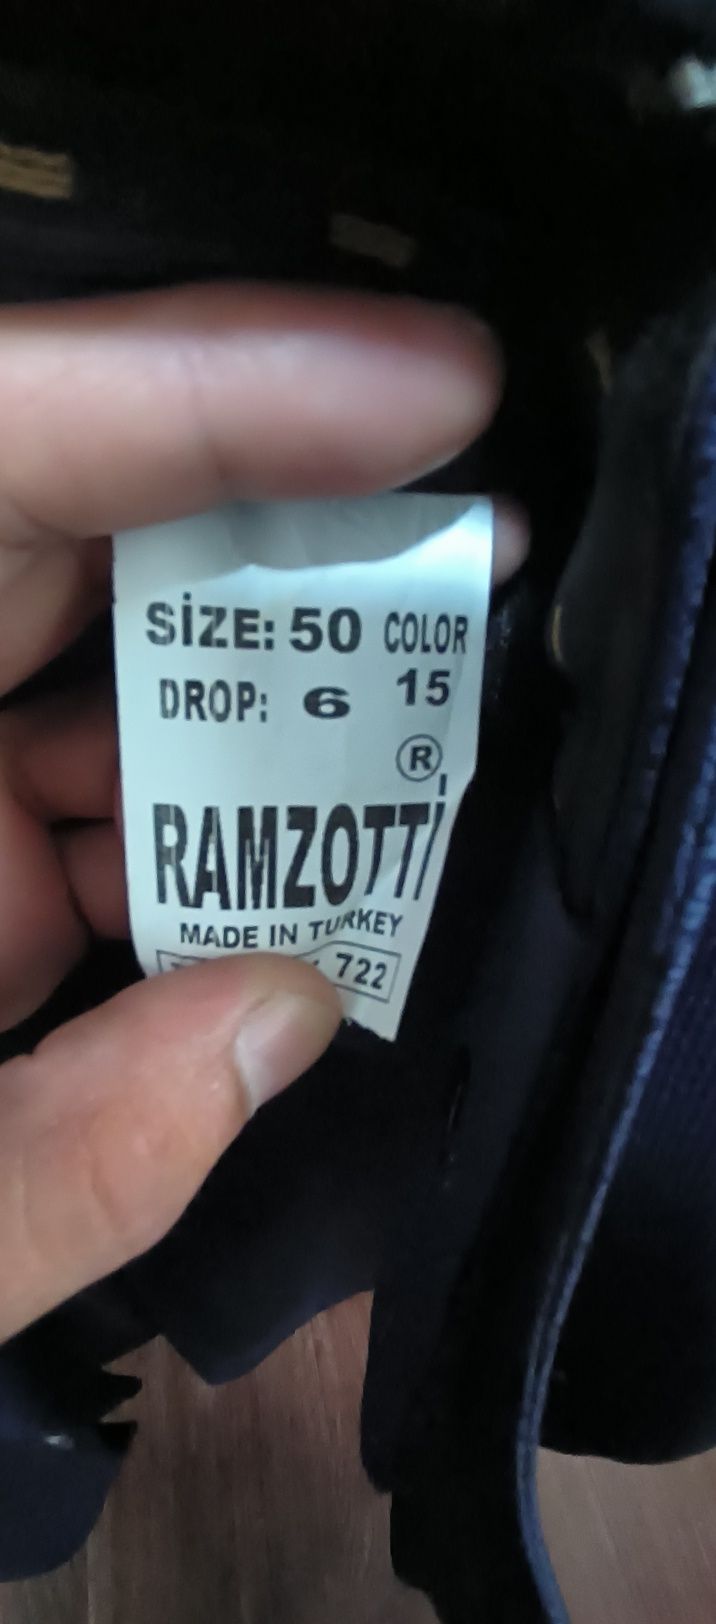 SİZE: 50 COLOR
DROP: 6 15
®
RAMZOTTİ
MADE IN TURKEY
722